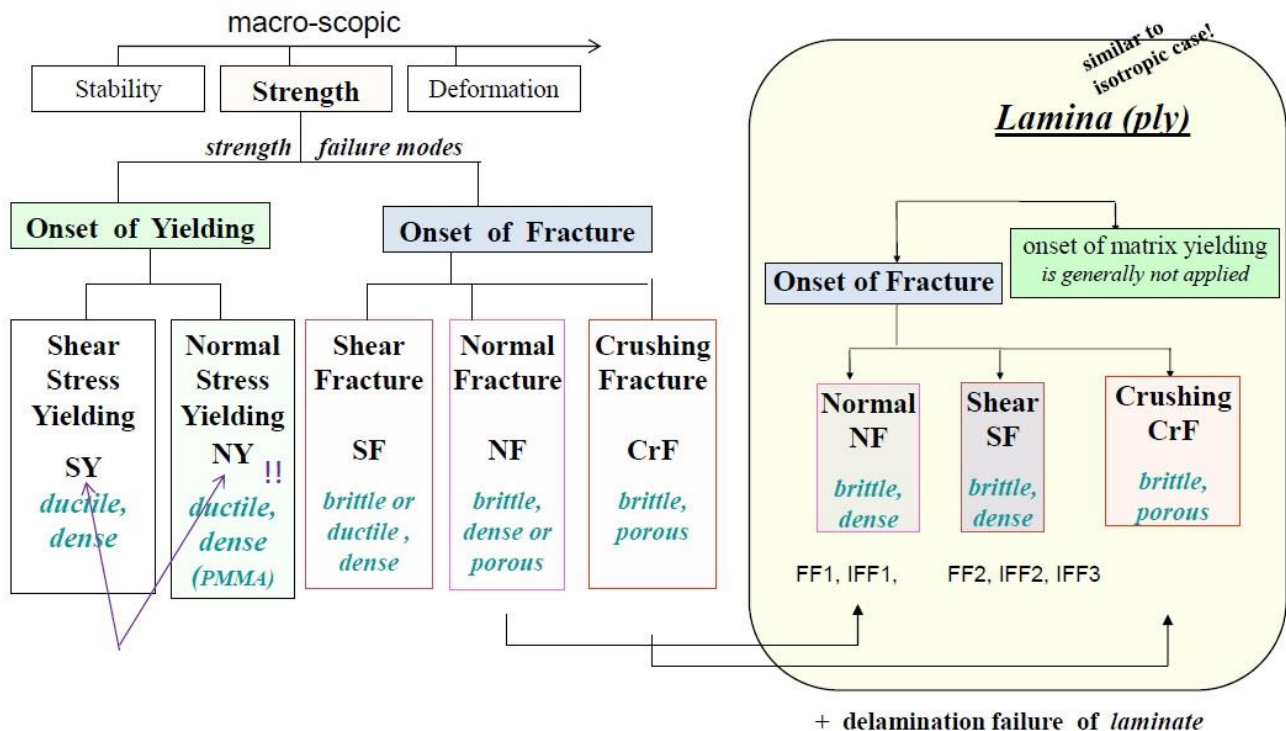 macro-scopic
Stability
Strength
Deformation
strength failure modes
Onset of Yielding
Onset of Fracture
Shear
Stress
Yielding
SY
ductile,
dense
Normal
Stress
Yielding
NY !!
ductile,
dense
(PMMA)
Shear
Fracture
SF
brittle or
ductile ,
dense
Normal
Fracture
NF
brittle,
dense or
porous
Crushing
Fracture
CrF
brittle,
porous
similar to
isotropic case!
Lamina (ply)
onset of matrix yielding
is generally not applied
Onset of Fracture
Normal
NF
brittle,
dense
Shear
SF
brittle,
dense
Crushing
CrF
brittle,
porous
FF1, IFF1,
FF2, IFF2, IFF3
+ delamination failure of laminate